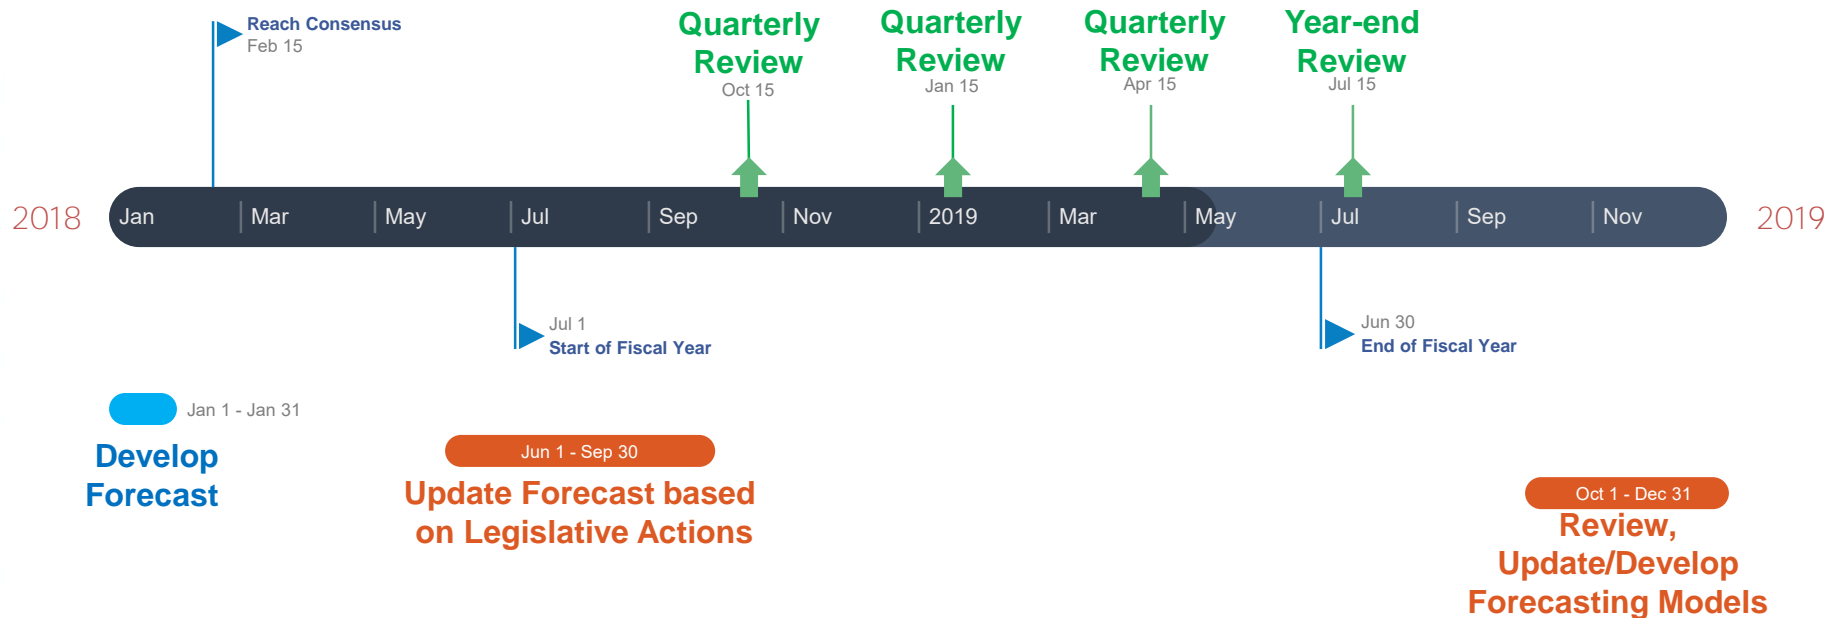 Reach Consensus
Feb 15
Quarterly
Review
Oct 15
Quarterly
Review
Jan 15
Quarterly
Review
Apr 15
Year-end
Review
Jul 15
2018
Jan
Mar
May
Jul
Sep
Nov
2019
Mar
May
Jul
Sep
Nov
2019
Jul 1
Start of Fiscal Year
Jun 30
End of Fiscal Year
Jan 1 - Jan 31
Develop
Forecast
Jun 1 - Sep 30
Update Forecast based
on Legislative Actions
Oct 1 - Dec 31
Review,
Update/Develop
Forecasting Models